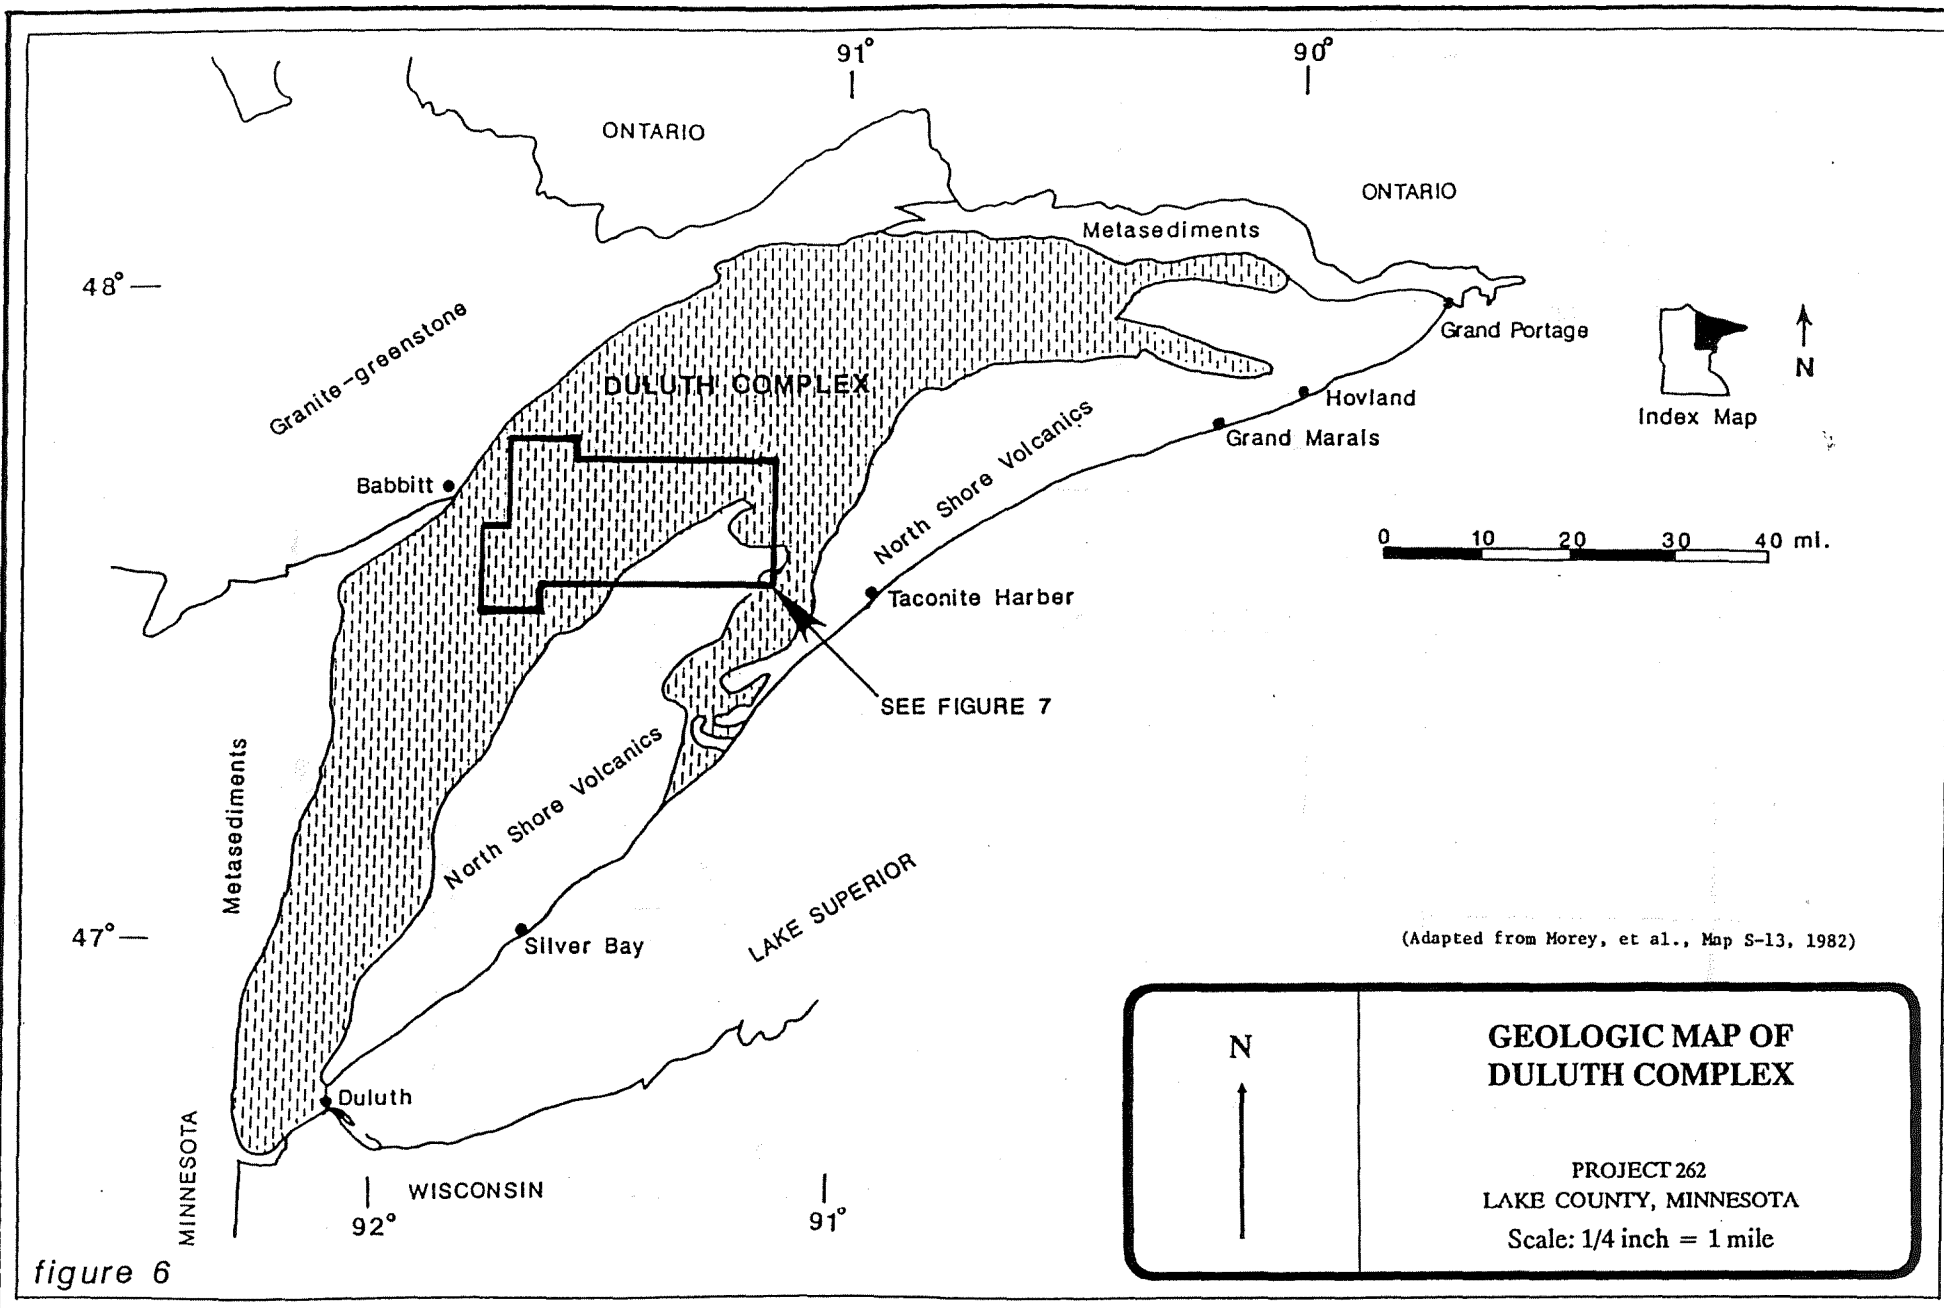 91°
90°
ONTARIO
ONTARIO
Metasediments
48°
Granite-greenstone
Grand Portage
N
DULUTH COMPLEX
Hovland
Index Map
North Shore Volcanics
Grand Marais
Babbitt
0 10 20 30 40 mi.
Taconite Harber
SEE FIGURE 7
Metasediments
North Shore Volcanics
LAKE SUPERIOR
47°
Silver Bay
(Adapted from Morey, et al., Map S-13, 1982)
N
GEOLOGIC MAP OF
DULUTH COMPLEX
Duluth
MINNESOTA
WISCONSIN
92°
91°
PROJECT 262
LAKE COUNTY, MINNESOTA
Scale: 1/4 inch = 1 mile
figure 6